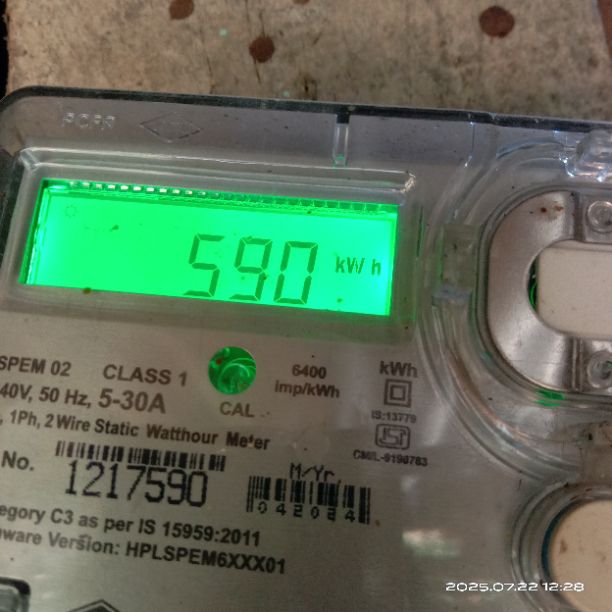 590 kW h
SPEM 02 CLASS 1
6400 imp/kWh
kWh
40V, 50 Hz, 5-30A
CAL
IS:13779
, 1Ph, 2 Wire Static Watthour Meter
CM/L-9190783
No. 1217590
M/Yr.
042024
egory C3 as per IS 15959:2011
ware Version: HPLSPEM6XXX01
2025.07.22 12:28